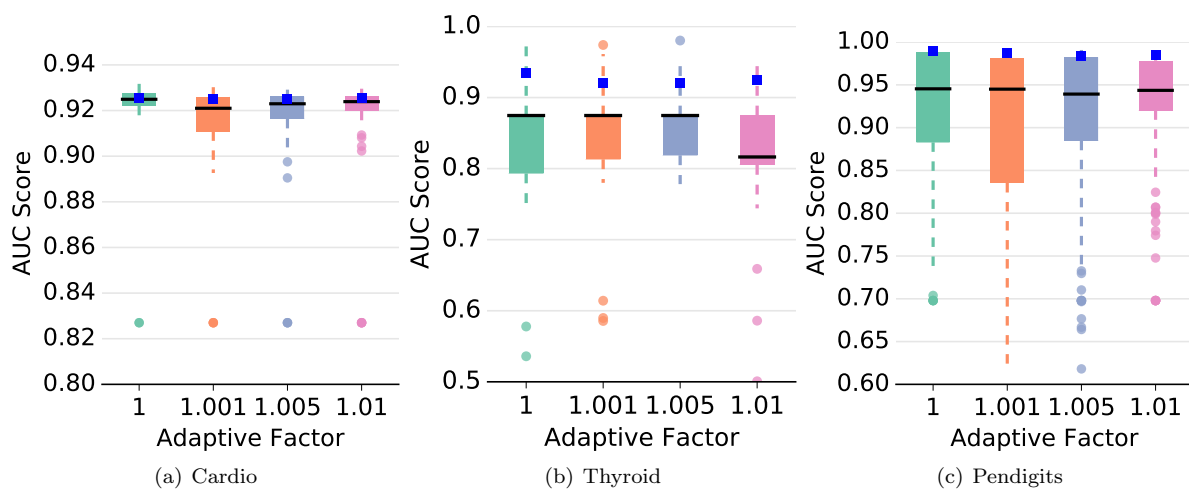 0.94
0.92
0.90
0.88
0.86
0.84
0.82
0.80
AUC Score
1 1.001 1.005 1.01
Adaptive Factor
(a) Cardio
1.0
0.9
0.8
0.7
0.6
0.5
AUC Score
1 1.001 1.005 1.01
Adaptive Factor
(b) Thyroid
1.00
0.95
0.90
0.85
0.80
0.75
0.70
0.65
0.60
AUC Score
1 1.001 1.005 1.01
Adaptive Factor
(c) Pendigits